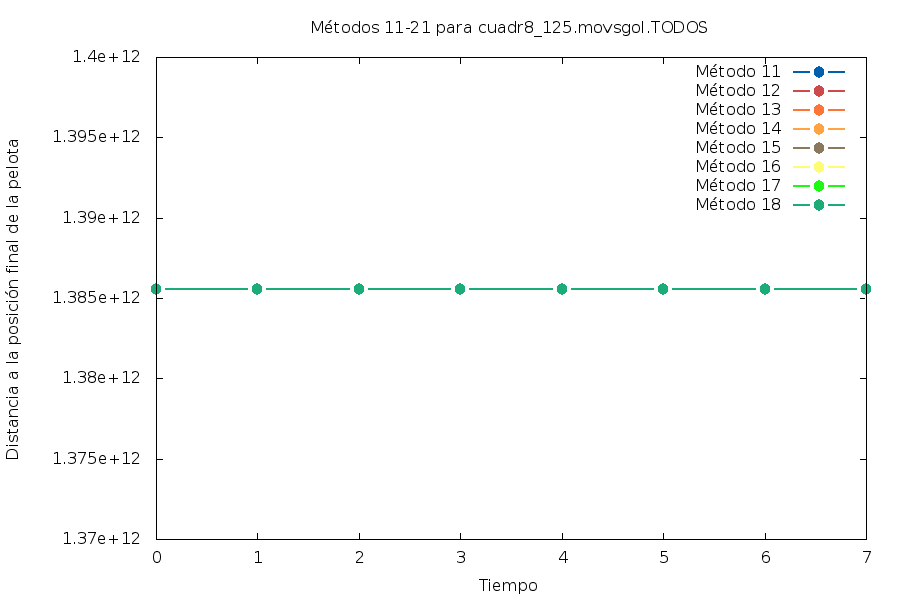 Métodos 11-21 para cuadr8_125.movsgol.TODOS
Distancia a la posición final de la pelota
1.4e+12
1.395e+12
1.39e+12
1.385e+12
1.38e+12
1.375e+12
1.37e+12
Método 11
Método 12
Método 13
Método 14
Método 15
Método 16
Método 17
Método 18
0 1 2 3 4 5 6 7
Tiempo